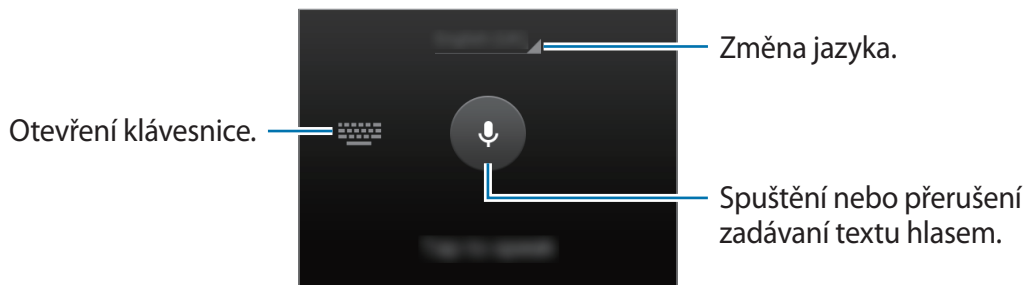 Změna jazyka.
Otevření klávesnice.
Spuštění nebo přerušení
zadávaní textu hlasem.